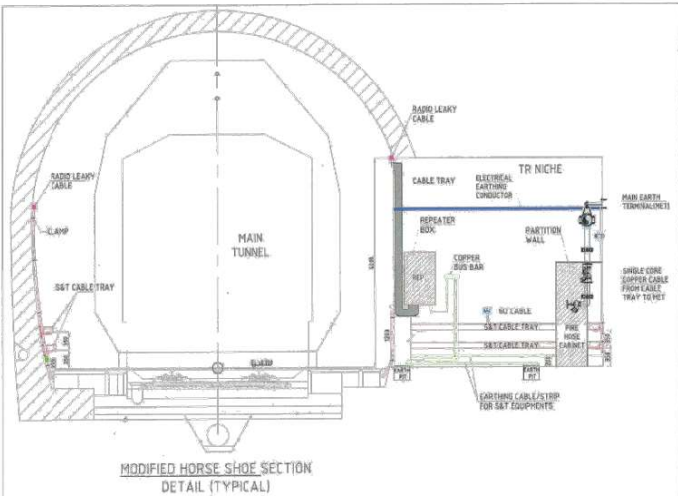 RADIO LEAKY
CABLE
TR NICHE
CABLE TRAY
ELECTRICAL
EARTHING
CONDUCTOR
RADIO LEAKY
CABLE
MAIN EARTH
TERMINAL(MET)
CLAMP
REPEATER
BOX
PARTITION
WALL
MAIN
TUNNEL
COPPER
BUS BAR
REP
SINGLE CORE
COPPER CABLE
FROM CABLE
TRAY TO MET
S&T CABLE TRAY
CABLE
S&T CABLE TRAY
FIRE
HOSE
CABINET
S&T CABLE TRAY
EARTH
PIT
EARTH
PIT
EARTHING CABLE/STRIP
FOR S&T EQUIPMENTS
MODIFIED HORSE SHOE SECTION
DETAIL (TYPICAL)